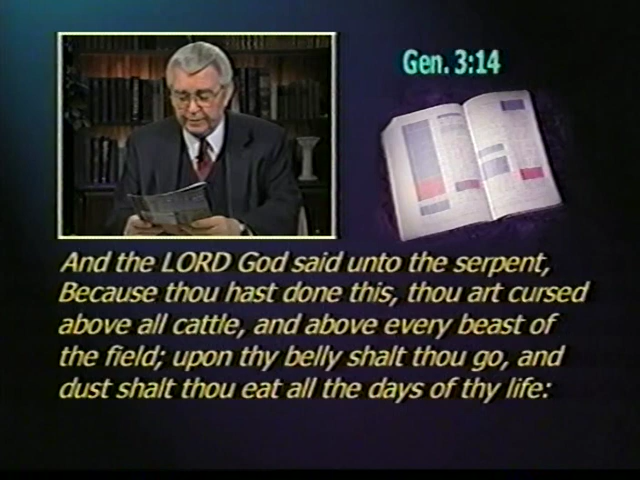 Gen. 3:14
And the LORD God said unto the serpent,
Because thou hast done this, thou art cursed
above all cattle, and above every beast of
the field; upon thy belly shalt thou go, and
dust shalt thou eat all the days of thy life: